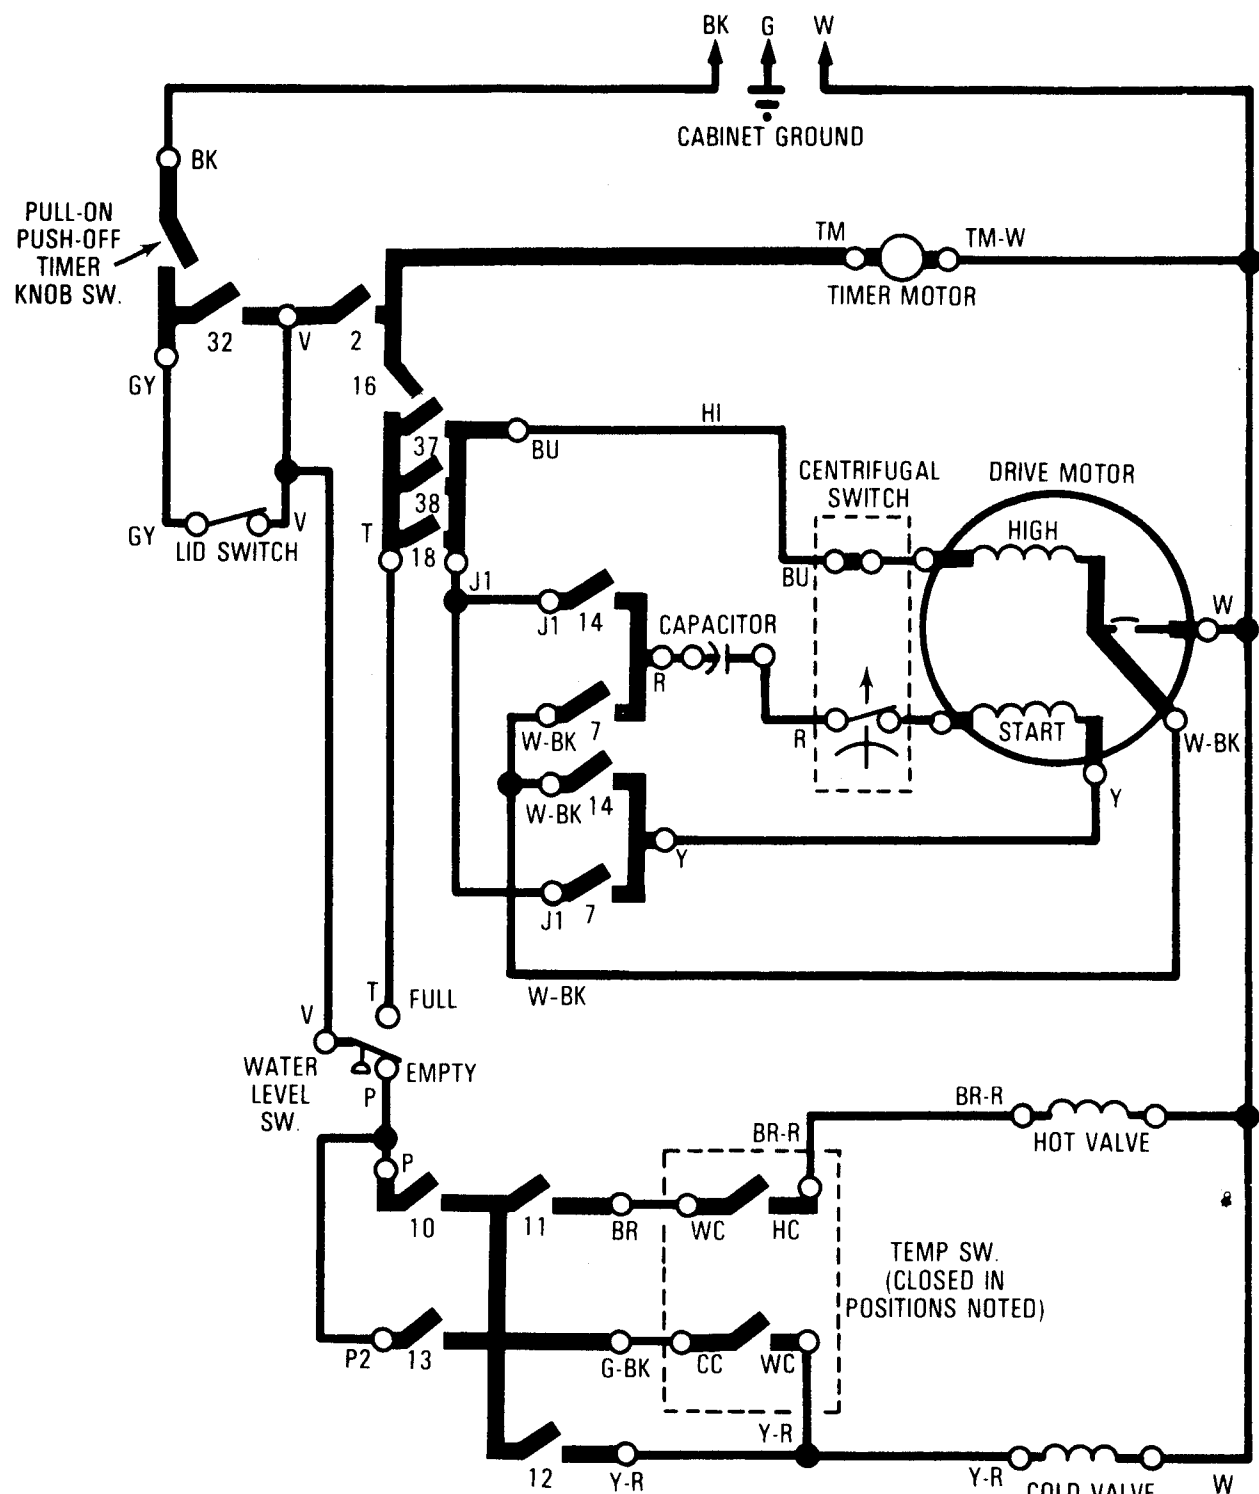 BK G W
CABINET GROUND
BK
PULL-ON
PUSH-OFF
TIMER
KNOB SW.
TM
TM-W
TIMER MOTOR
32
V
2
GY
16
HI
37
BU
CENTRIFUGAL
SWITCH
DRIVE MOTOR
38
GY
V
LID SWITCH
T
18
HIGH
BU
J1
J1
14
CAPACITOR
W
R
W-BK
7
R
START
W-BK
W-BK
14
Y
Y
J1
7
W-BK
T
FULL
V
WATER
LEVEL
SW.
EMPTY
P
BR-R
HOT VALVE
BR-R
P
10
11
BR
WC
HC
TEMP SW.
(CLOSED IN
POSITIONS NOTED)
P2
13
G-BK
CC
WC
Y-R
12
Y-R
Y-R
COLD VALVE
W